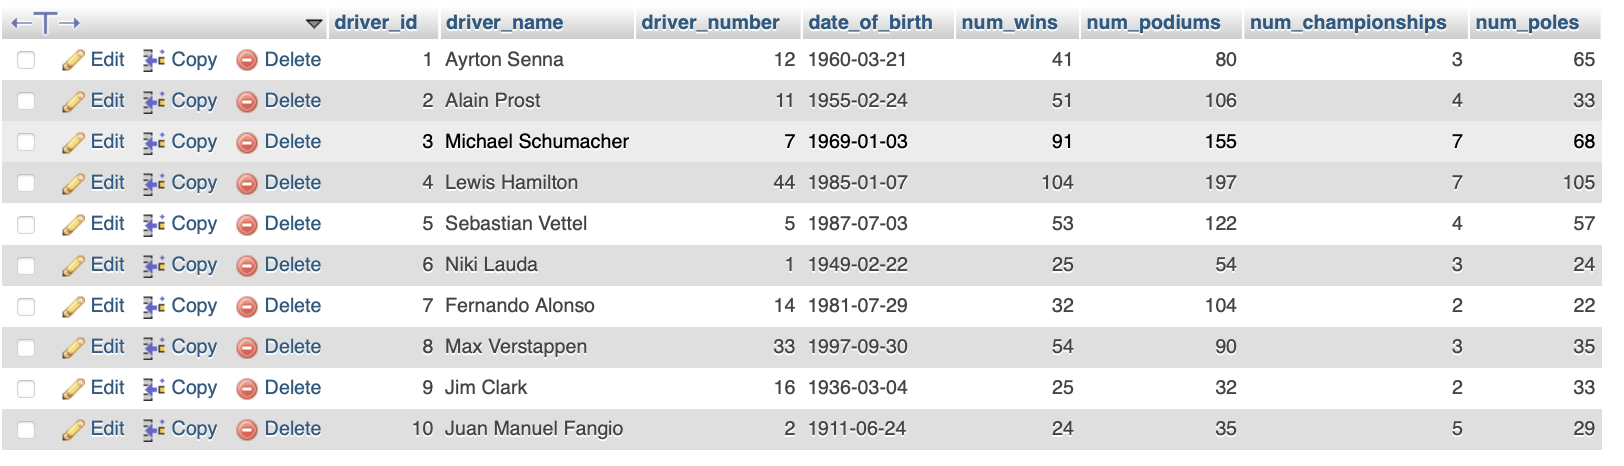 driver_id driver_name driver_number date_of_birth num_wins num_podiums num_championships num_poles
Edit Copy Delete 1 Ayrton Senna 12 1960-03-21 41 80 3 65
Edit Copy Delete 2 Alain Prost 11 1955-02-24 51 106 4 33
Edit Copy Delete 3 Michael Schumacher 7 1969-01-03 91 155 7 68
Edit Copy Delete 4 Lewis Hamilton 44 1985-01-07 104 197 7 105
Edit Copy Delete 5 Sebastian Vettel 5 1987-07-03 53 122 4 57
Edit Copy Delete 6 Niki Lauda 1 1949-02-22 25 54 3 24
Edit Copy Delete 7 Fernando Alonso 14 1981-07-29 32 104 2 22
Edit Copy Delete 8 Max Verstappen 33 1997-09-30 54 90 3 35
Edit Copy Delete 9 Jim Clark 16 1936-03-04 25 32 2 33
Edit Copy Delete 10 Juan Manuel Fangio 2 1911-06-24 24 35 5 29